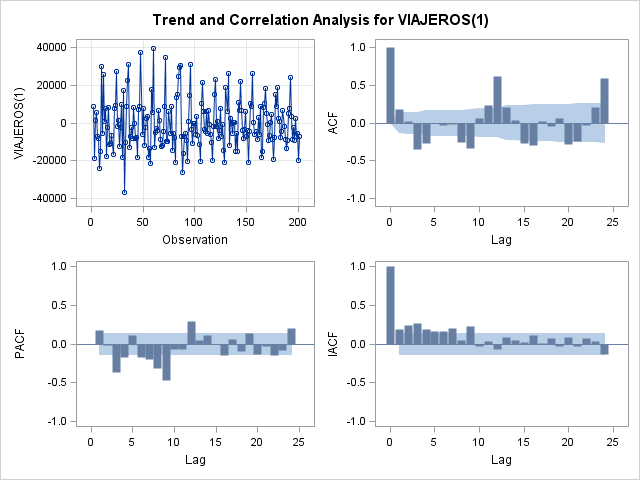 Trend and Correlation Analysis for VIAJEROS(1)
VIAJEROS(1)
40000
20000
0
-20000
-40000
0 50 100 150 200
Observation
ACF
1.0
0.5
0.0
-0.5
-1.0
0 5 10 15 20 25
Lag
PACF
1.0
0.5
0.0
-0.5
-1.0
0 5 10 15 20 25
Lag
IACF
1.0
0.5
0.0
-0.5
-1.0
0 5 10 15 20 25
Lag